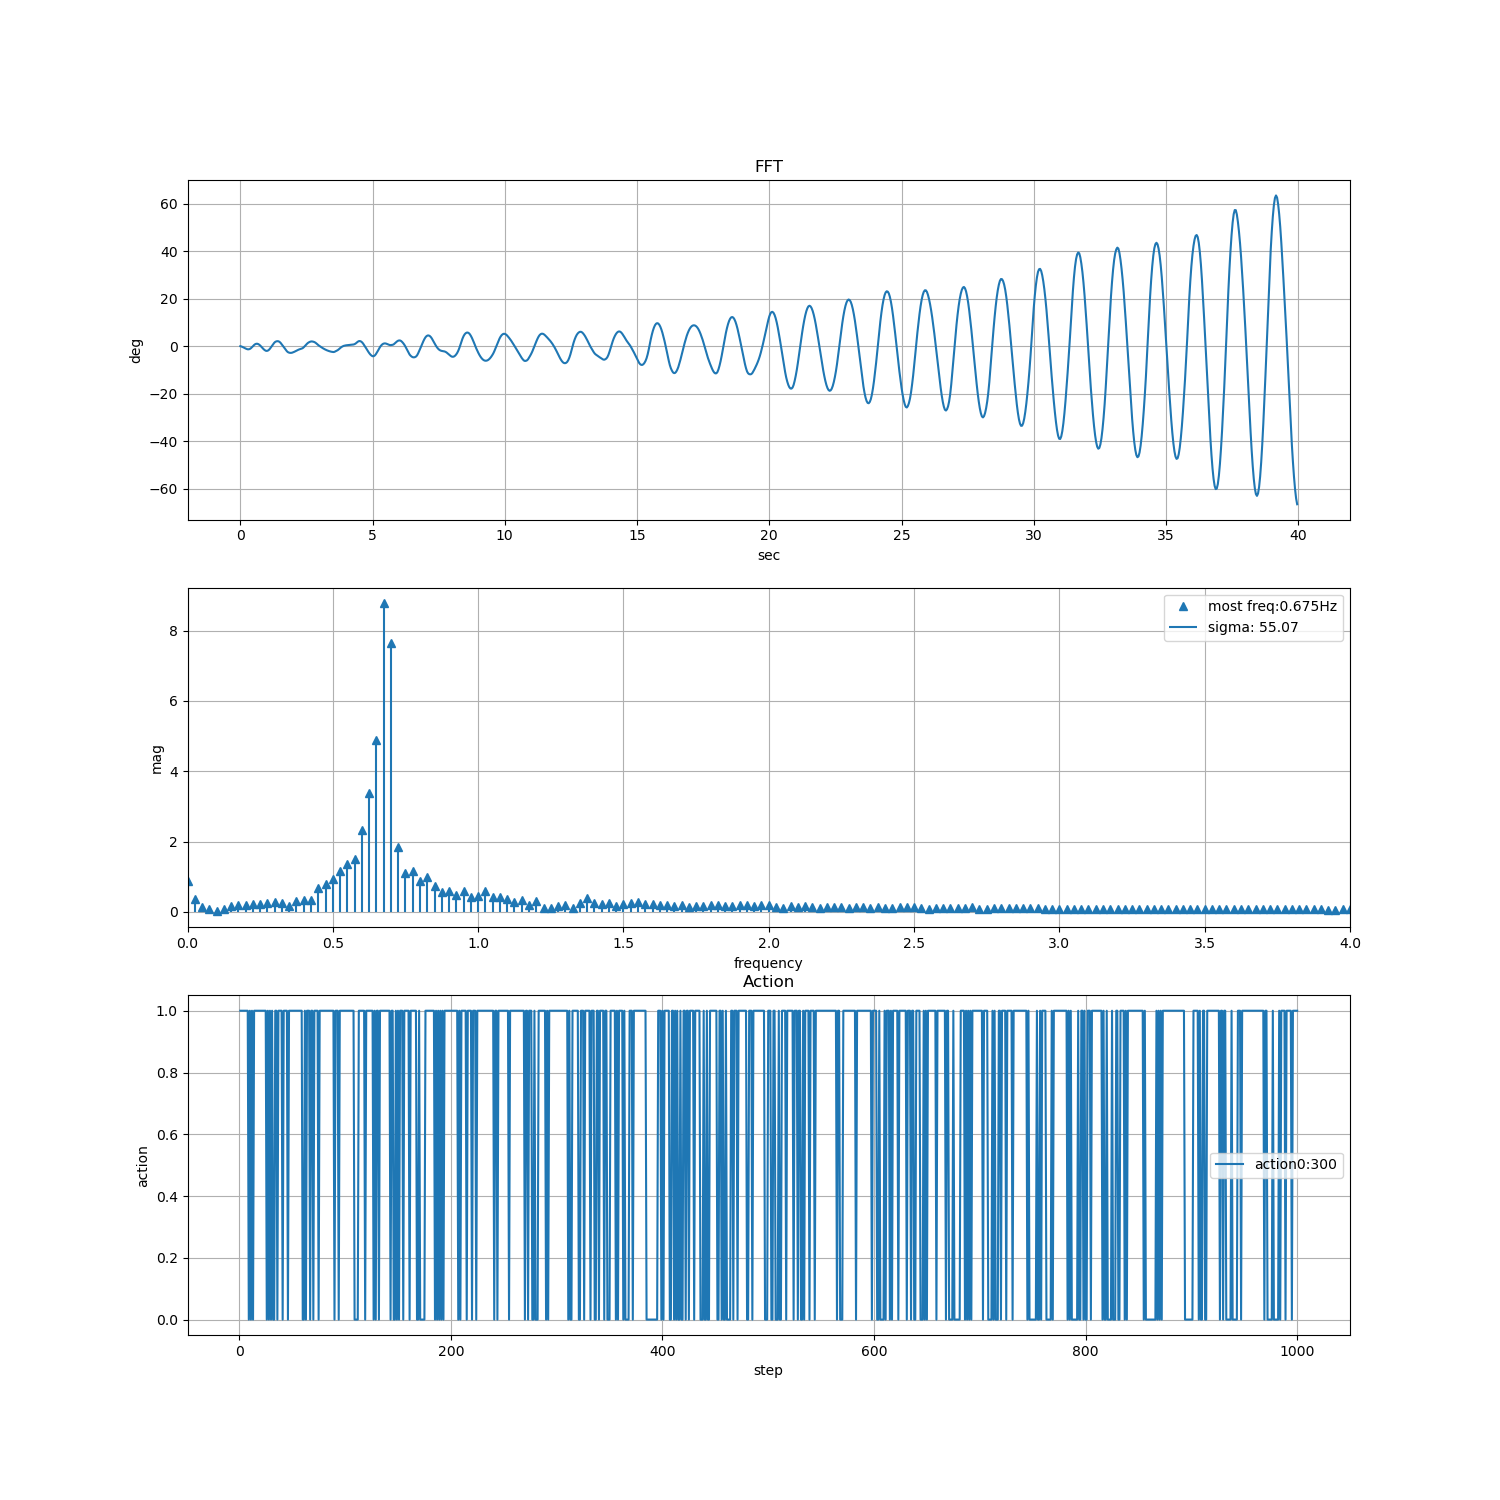 FFT
60
40
20
0
−20
−40
−60
deg
0 5 10 15 20 25 30 35 40
sec
most freq:0.675Hz
sigma: 55.07
8
6
4
2
0
mag
0.0 0.5 1.0 1.5 2.0 2.5 3.0 3.5 4.0
frequency
Action
1.0
0.8
0.6
0.4
0.2
0.0
action
action0:300
0 200 400 600 800 1000
step